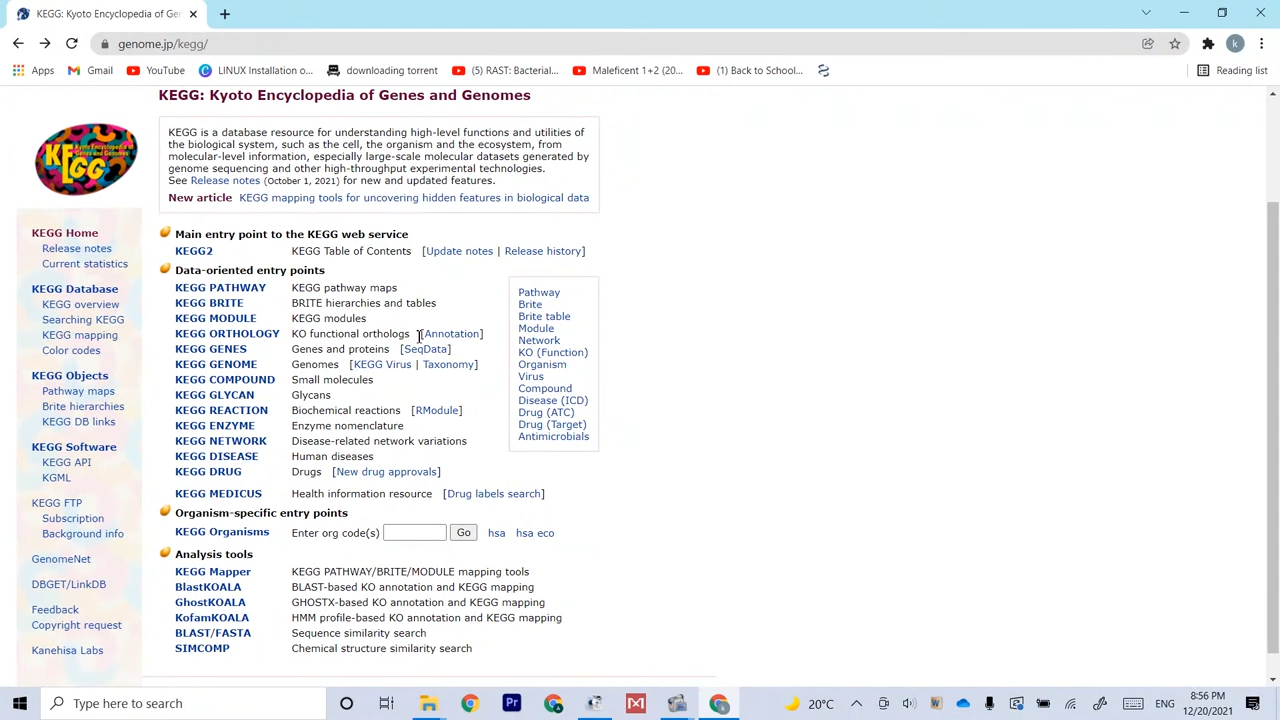 KEGG: Kyoto Encyclopedia of Ge
genome.jp/kegg/
k
Apps Gmail YouTube LINUX Installation o... downloading torrent (5) RAST: Bacterial... Maleficent 1+2 (20... (1) Back to School... Reading list
KEGG: Kyoto Encyclopedia of Genes and Genomes
KEGG is a database resource for understanding high-level functions and utilities of
the biological system, such as the cell, the organism and the ecosystem, from
molecular-level information, especially large-scale molecular datasets generated by
genome sequencing and other high-throughput experimental technologies.
See Release notes (October 1, 2021) for new and updated features.
New article KEGG mapping tools for uncovering hidden features in biological data
KEGG
KEGG Home
Release notes
Current statistics
KEGG Database
KEGG overview
Searching KEGG
KEGG mapping
Color codes
KEGG Objects
Pathway maps
Brite hierarchies
KEGG DB links
KEGG Software
KEGG API
KGML
KEGG FTP
Subscription
Background info
GenomeNet
DBGET/LinkDB
Feedback
Copyright request
Kanehisa Labs
Main entry point to the KEGG web service
KEGG2 KEGG Table of Contents [Update notes | Release history]
Data-oriented entry points
KEGG PATHWAY KEGG pathway maps
KEGG BRITE BRITE hierarchies and tables
KEGG MODULE KEGG modules
KEGG ORTHOLOGY KO functional orthologs [Annotation]
KEGG GENES Genes and proteins [SeqData]
KEGG GENOME Genomes [KEGG Virus | Taxonomy]
KEGG COMPOUND Small molecules
KEGG GLYCAN Glycans
KEGG REACTION Biochemical reactions [RModule]
KEGG ENZYME Enzyme nomenclature
KEGG NETWORK Disease-related network variations
KEGG DISEASE Human diseases
KEGG DRUG Drugs [New drug approvals]
KEGG MEDICUS Health information resource [Drug labels search]
Pathway
Brite
Brite table
Module
Network
KO (Function)
Organism
Virus
Compound
Disease (ICD)
Drug (ATC)
Drug (Target)
Antimicrobials
Organism-specific entry points
KEGG Organisms Enter org code(s) Go hsa hsa eco
Analysis tools
KEGG Mapper KEGG PATHWAY/BRITE/MODULE mapping tools
BlastKOALA BLAST-based KO annotation and KEGG mapping
GhostKOALA GHOSTX-based KO annotation and KEGG mapping
KofamKOALA HMM profile-based KO annotation and KEGG mapping
BLAST/FASTA Sequence similarity search
SIMCOMP Chemical structure similarity search
Type here to search
Pr
20°C
ENG
8:56 PM
12/20/2021